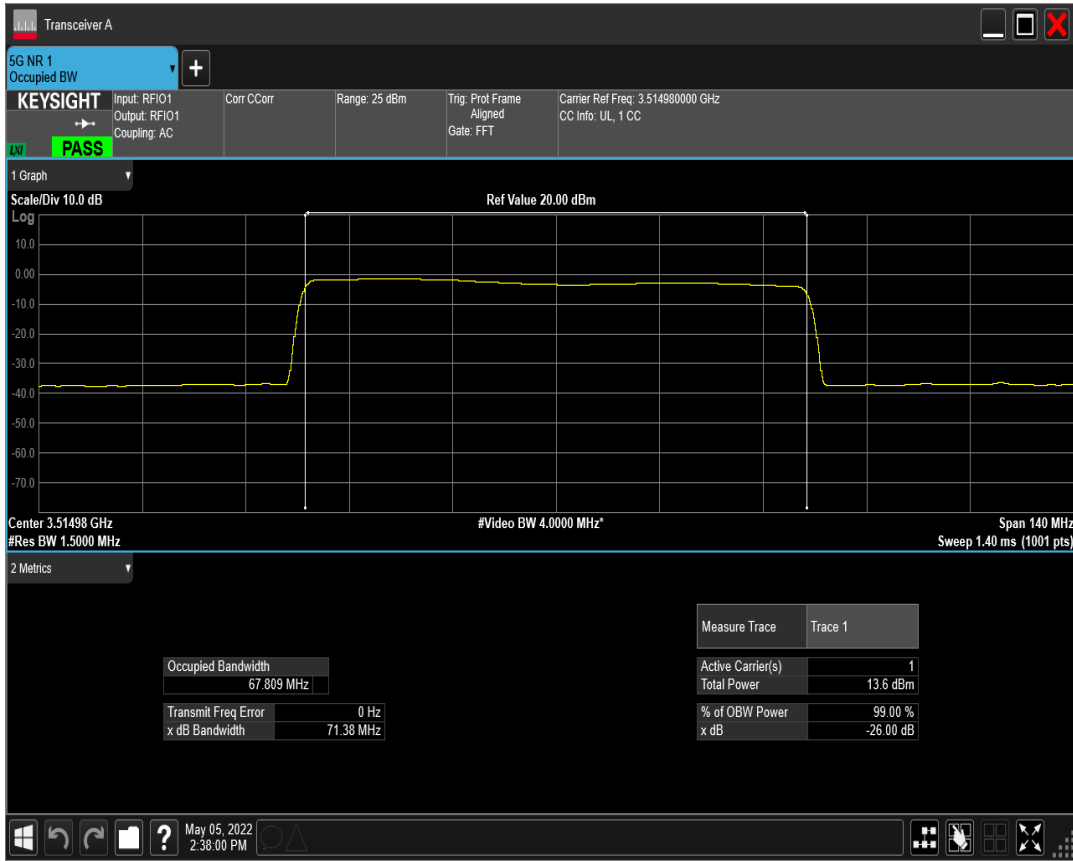 Transceiver A
5G NR 1
Occupied BW
+
KEYSIGHT
Input: RFIO1
Output: RFIO1
Coupling: AC
Corr CCorr
Range: 25 dBm
Trig: Prot Frame
Aligned
Gate: FFT
Carrier Ref Freq: 3.514980000 GHz
CC Info: UL, 1 CC
LXI
PASS
1 Graph
Scale/Div 10.0 dB
Ref Value 20.00 dBm
Log
10.0
0.00
-10.0
-20.0
-30.0
-40.0
-50.0
-60.0
-70.0
Center 3.51498 GHz
#Video BW 4.0000 MHz*
Span 140 MHz
#Res BW 1.5000 MHz
Sweep 1.40 ms (1001 pts)
2 Metrics
Measure Trace Trace 1
Occupied Bandwidth
67.809 MHz
Active Carrier(s) 1
Total Power 13.6 dBm
Transmit Freq Error 0 Hz
x dB Bandwidth 71.38 MHz
% of OBW Power 99.00 %
x dB -26.00 dB
?
May 05, 2022
2:38:00 PM